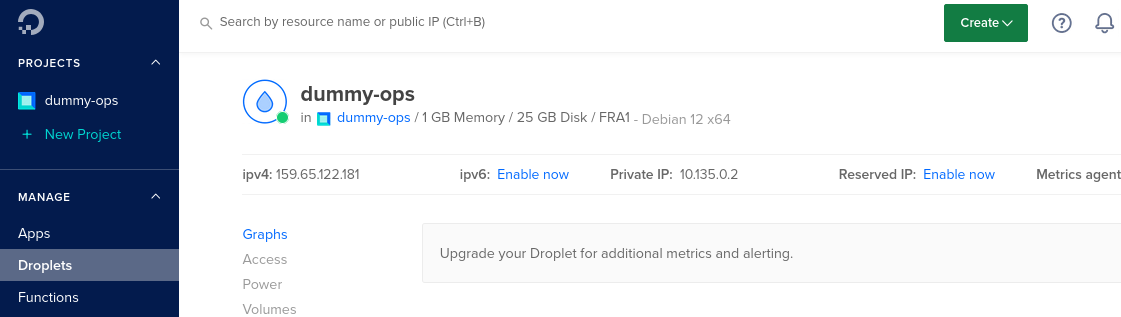 Search by resource name or public IP (Ctrl+B)
Create
PROJECTS
dummy-ops
+ New Project
MANAGE
Apps
Droplets
Functions
dummy-ops
in dummy-ops / 1 GB Memory / 25 GB Disk / FRA1 - Debian 12 x64
ipv4: 159.65.122.181 ipv6: Enable now Private IP: 10.135.0.2 Reserved IP: Enable now Metrics agent
Graphs
Access
Power
Volumes
Upgrade your Droplet for additional metrics and alerting.